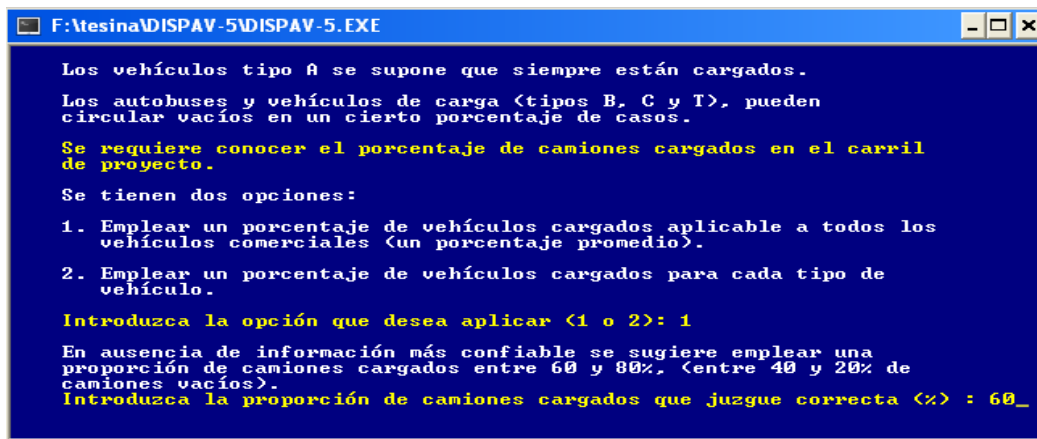 F:\tesina\DISPAV-5\DISPAV-5.EXE
Los vehículos tipo A se supone que siempre están cargados.
Los autobuses y vehículos de carga (tipos B, C y T), pueden
circular vacíos en un cierto porcentaje de casos.
Se requiere conocer el porcentaje de camiones cargados en el carril
de proyecto.
Se tienen dos opciones:
1. Emplear un porcentaje de vehículos cargados aplicable a todos los
vehículos comerciales (un porcentaje promedio).
2. Emplear un porcentaje de vehículos cargados para cada tipo de
vehículo.
Introduzca la opción que desea aplicar (1 o 2): 1
En ausencia de información más confiable se sugiere emplear una
proporción de camiones cargados entre 60 y 80%, (entre 40 y 20% de
camiones vacíos).
Introduzca la proporción de camiones cargados que juzgue correcta (%) : 60_